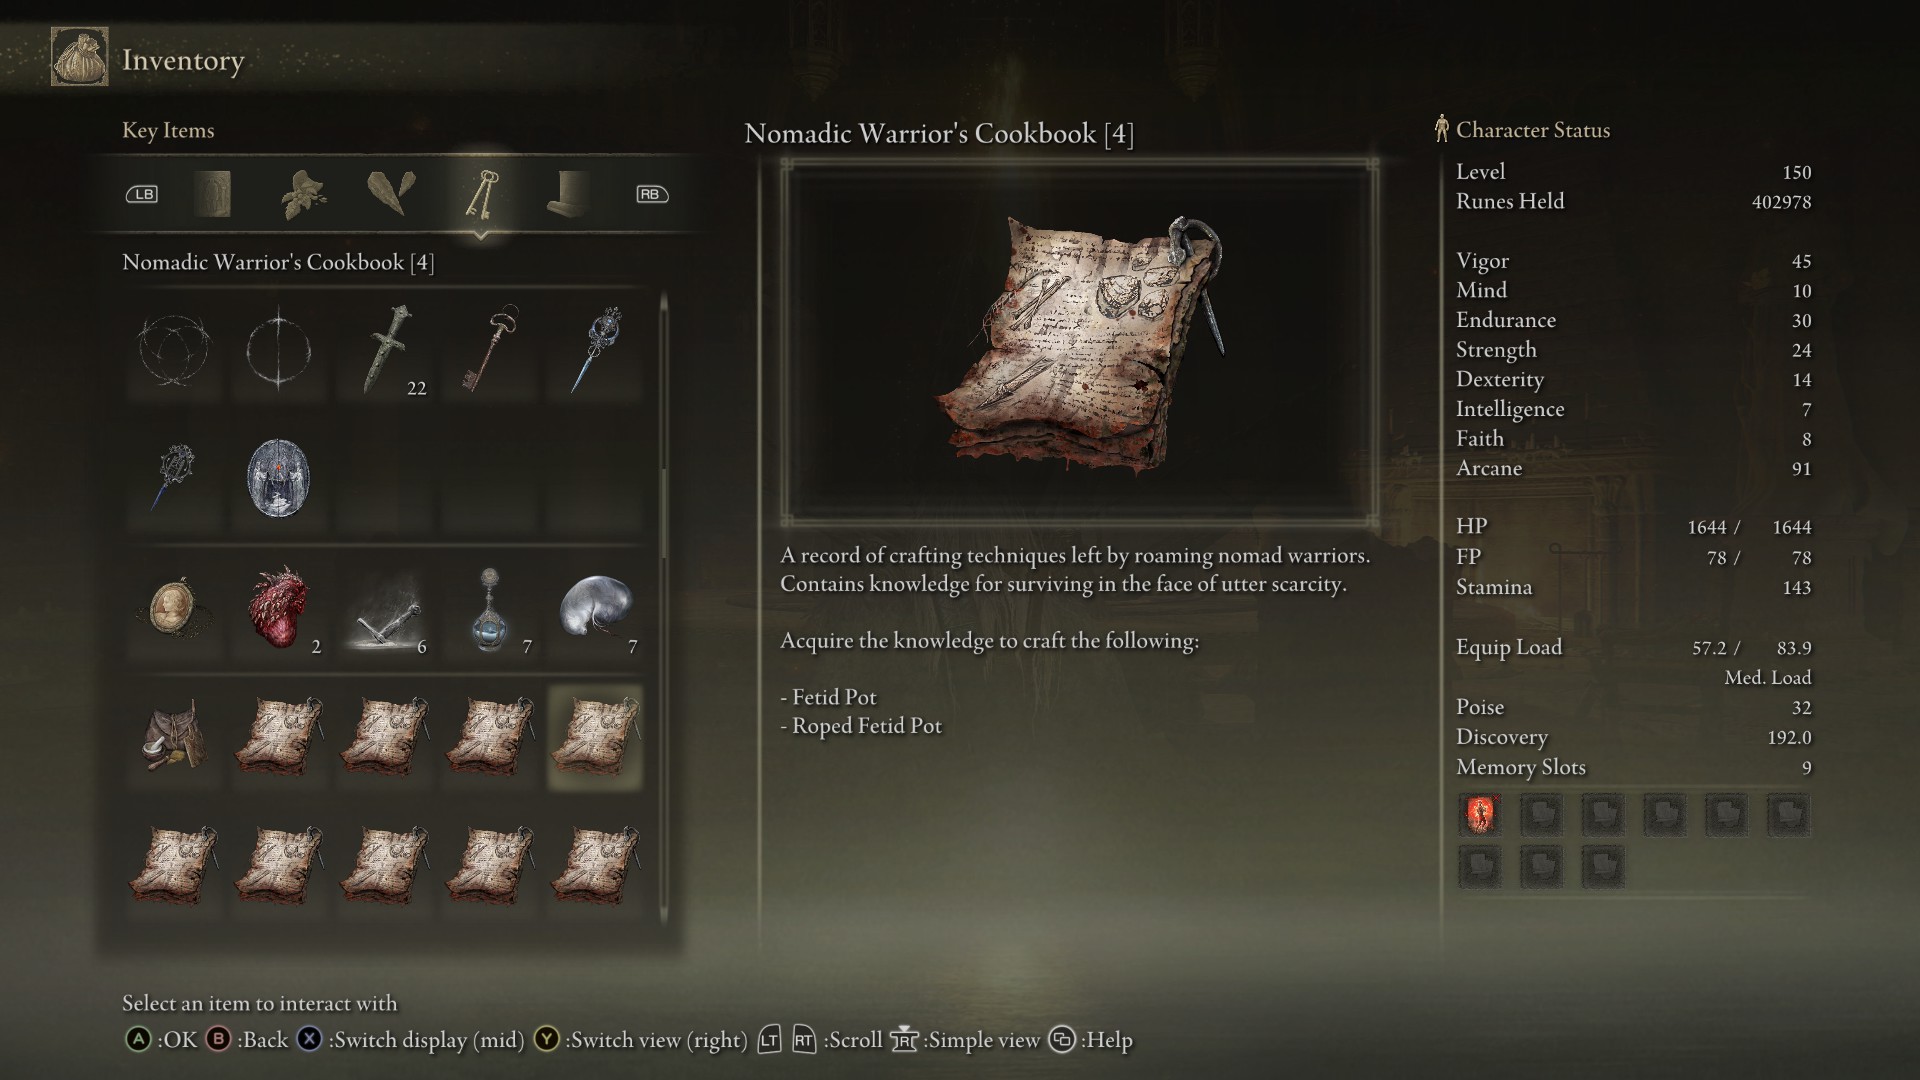 Inventory
Key Items
LB
RB
Nomadic Warrior's Cookbook [4]
22
2
6
7
7
Nomadic Warrior's Cookbook [4]
A record of crafting techniques left by roaming nomad warriors.
Contains knowledge for surviving in the face of utter scarcity.
Acquire the knowledge to craft the following:
- Fetid Pot
- Roped Fetid Pot
Character Status
Level 150
Runes Held 402978
Vigor 45
Mind 10
Endurance 30
Strength 24
Dexterity 14
Intelligence 7
Faith 8
Arcane 91
HP 1644 / 1644
FP 78 / 78
Stamina 143
Equip Load 57.2 / 83.9
Med. Load
Poise 32
Discovery 192.0
Memory Slots 9
Select an item to interact with
A :OK B :Back X :Switch display (mid) Y :Switch view (right) LT RT :Scroll R :Simple view :Help